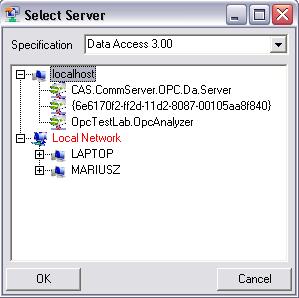 Select Server
Specification Data Access 3.00
localhost
CAS.CommServer.OPC.Da.Server
{6e6170f2-ff2d-11d2-8087-00105aa8f840}
OpcTestLab.OpcAnalyzer
Local Network
LAPTOP
MARIUSZ
OK Cancel